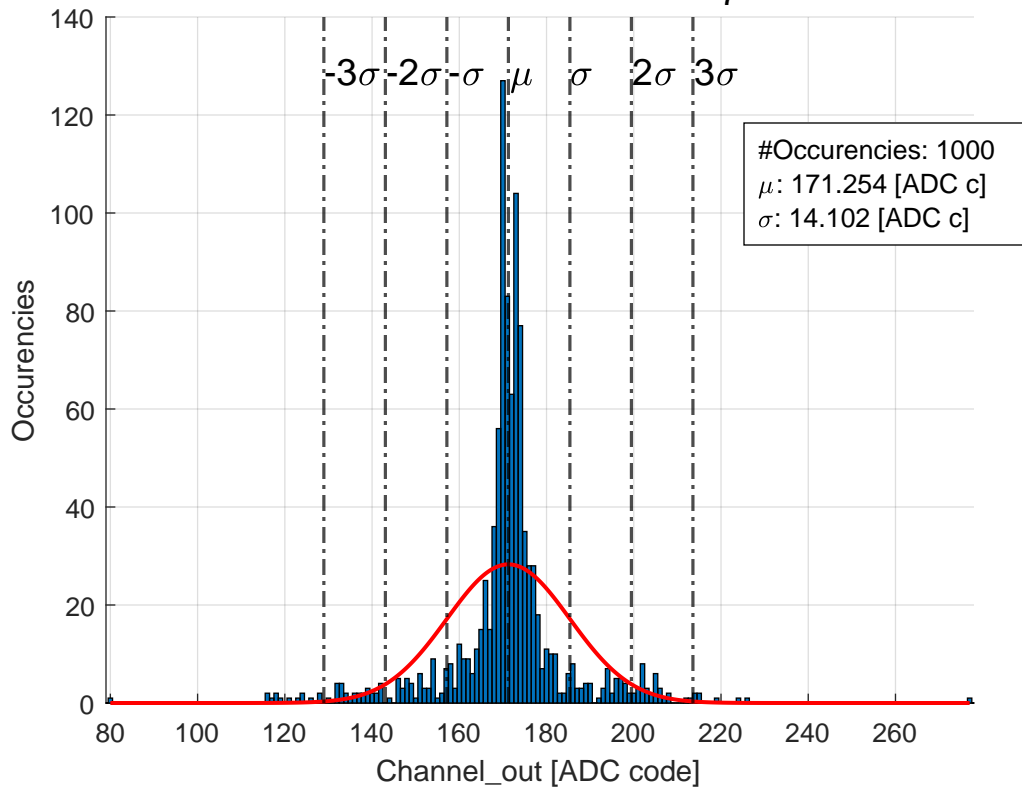 140
120
100
80
60
40
20
0
-3σ
-2σ
-σ
μ
σ
2σ
3σ
#Occurencies: 1000
μ: 171.254 [ADC c]
σ: 14.102 [ADC c]
Occurencies
80
100
120
140
160
180
200
220
240
260
Channel_out [ADC code]